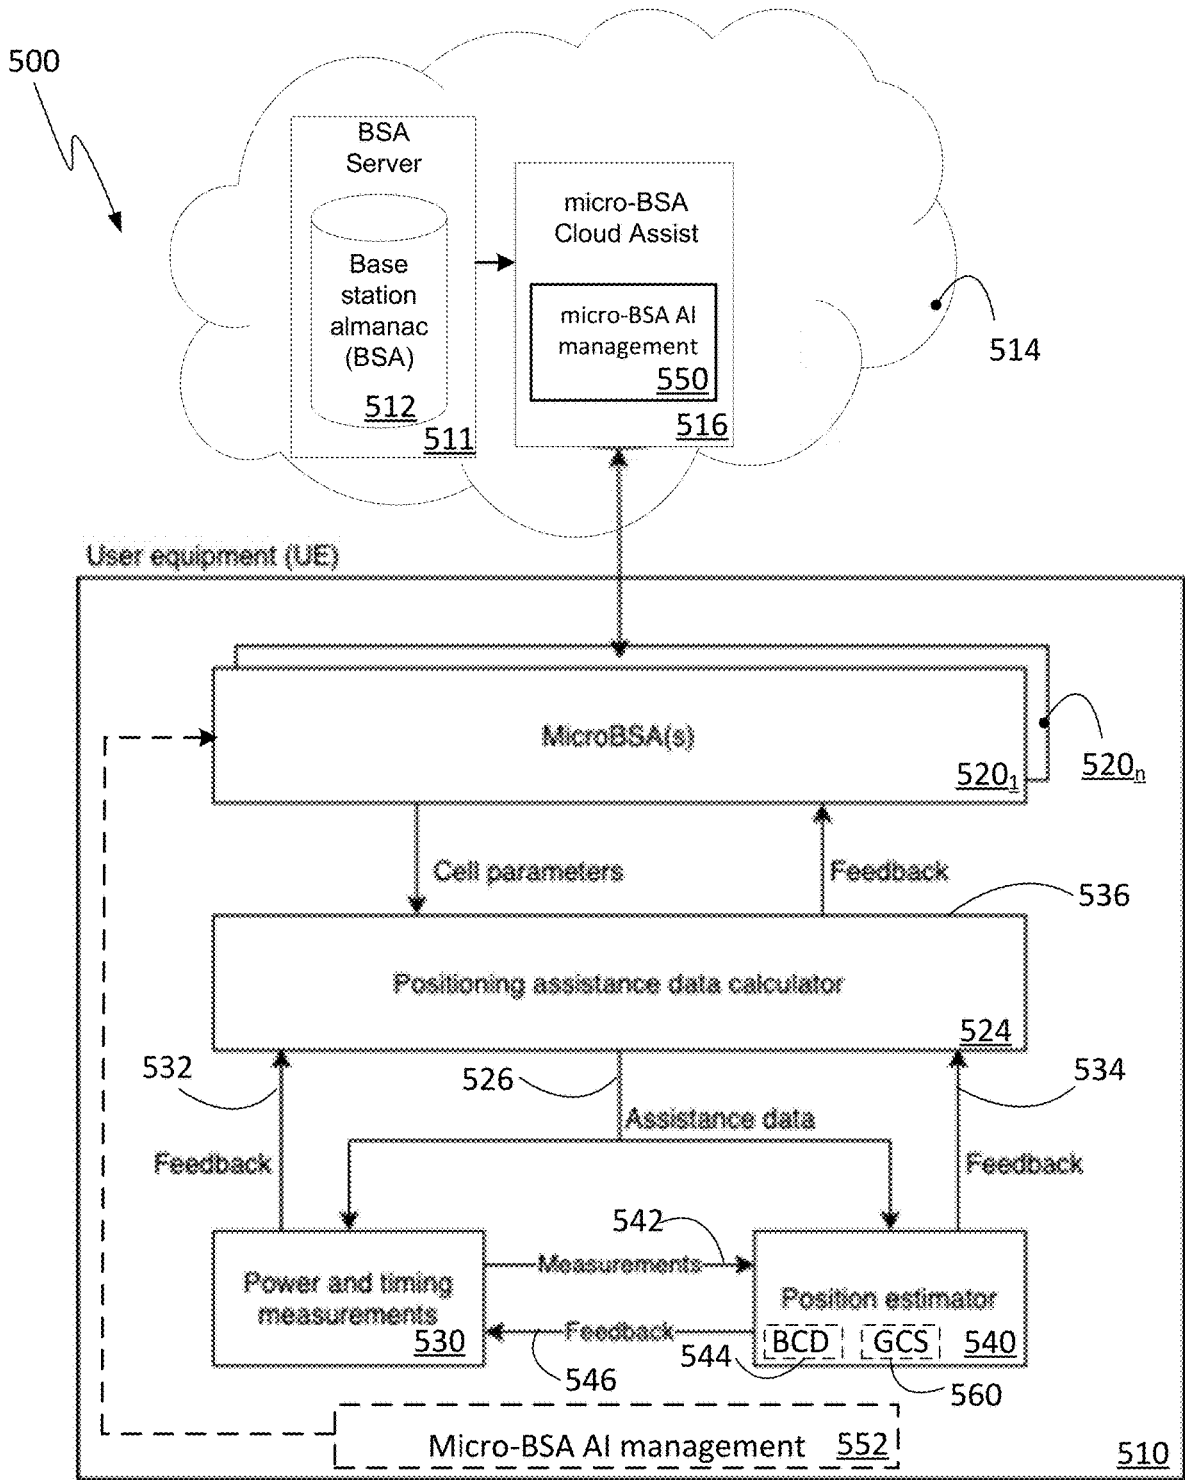 500
BSA
Server
Base
station
almanac
(BSA)
512
511
micro-BSA
Cloud Assist
micro-BSA AI
management
550
516
514
User equipment (UE)
MicroBSA(s)
520₁
520ₙ
Cell parameters
Feedback
536
Positioning assistance data calculator
524
532
526
534
Assistance data
Feedback
Feedback
542
Power and timing
measurements
530
Measurements
Feedback
546
Position estimator
BCD
GCS
540
544
560
Micro-BSA AI management
552
510